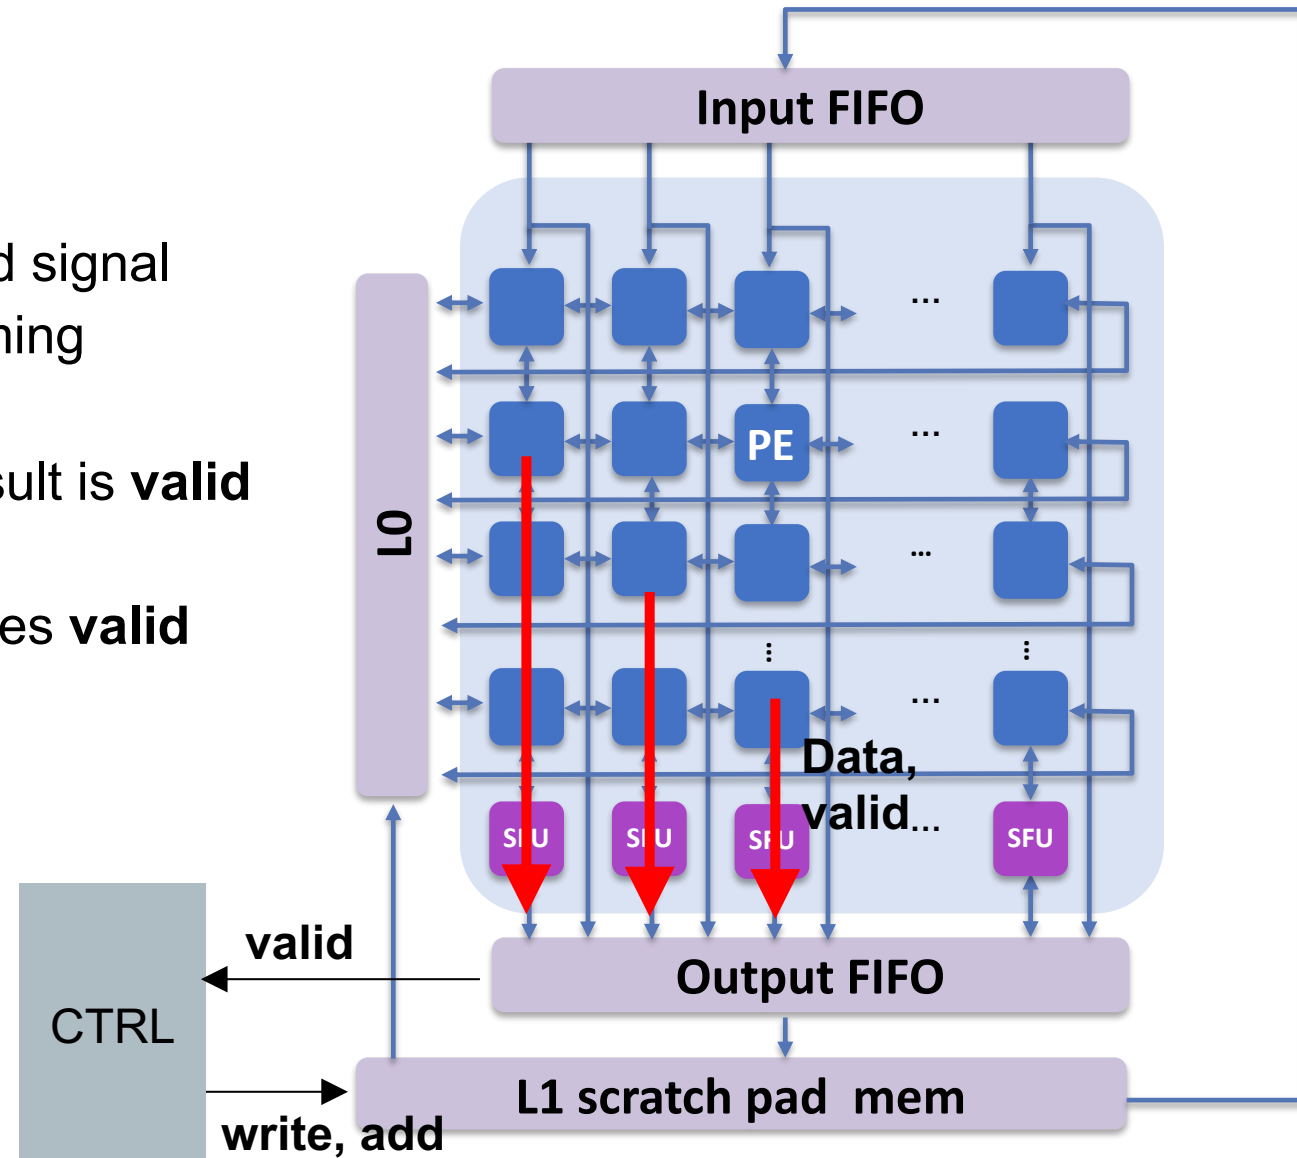 Input FIFO
d signal
ning
...
PE
...
sult is valid
L0
...
es valid
...
...
...
Data,
valid...
SFU
SFU
SFU
SFU
valid
Output FIFO
CTRL
L1 scratch pad mem
write, add